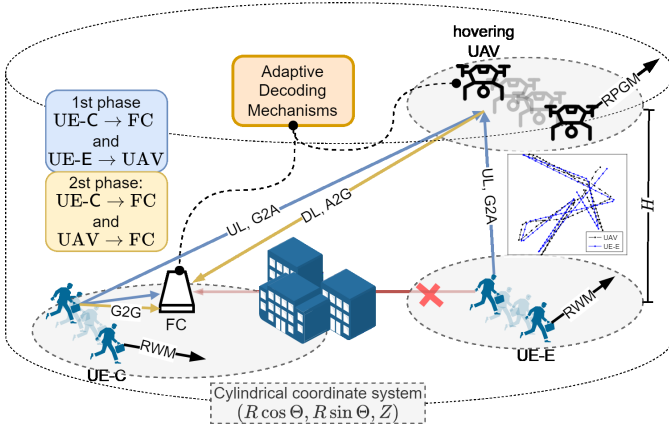 hovering
UAV
Adaptive
Decoding
Mechanisms
RPGM
1st phase
UE-C → FC
and
UE-E → UAV
2nd phase:
UE-C → FC
and
UAV → FC
UL, G2A
DL, A2G
UL, G2A
H
UAV
UE-E
G2G
FC
RWM
UE-C
RWM
UE-E
Cylindrical coordinate system
(R cos Θ, R sin Θ, Z)